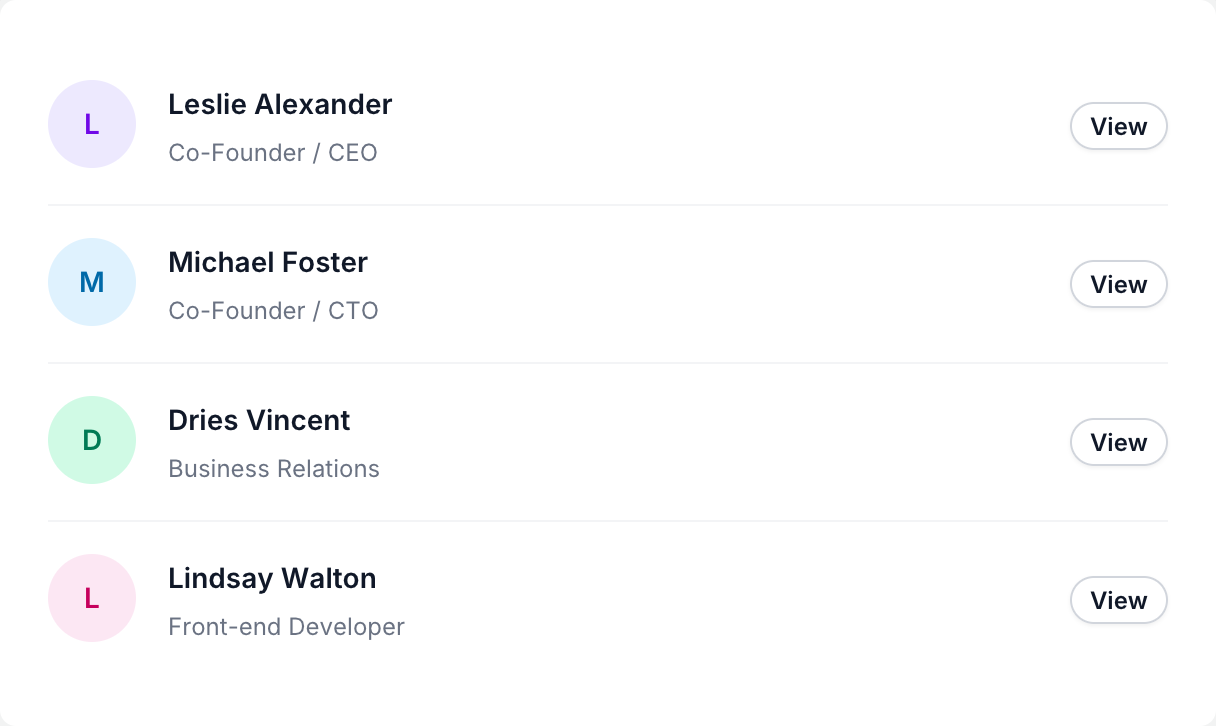 L
Leslie Alexander
Co-Founder / CEO
View
M
Michael Foster
Co-Founder / CTO
View
D
Dries Vincent
Business Relations
View
L
Lindsay Walton
Front-end Developer
View